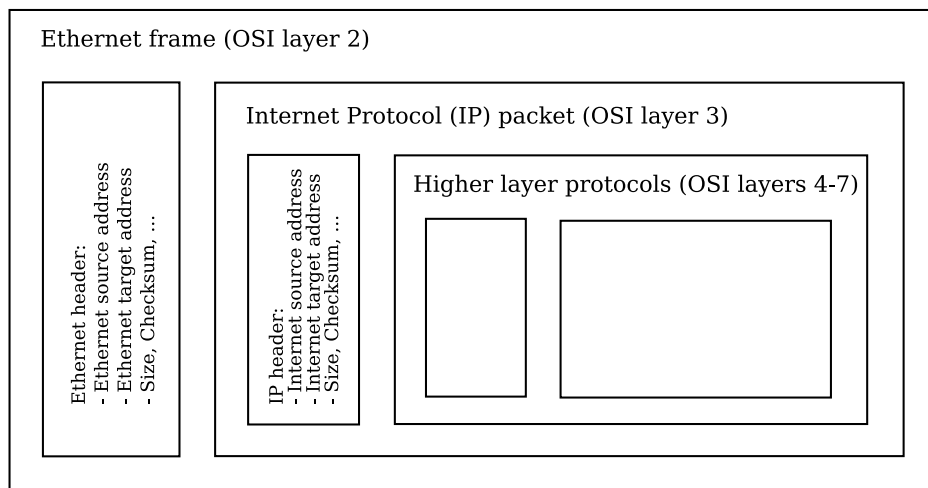 Ethernet frame (OSI layer 2)
Ethernet header:
- Ethernet source address
- Ethernet target address
- Size, Checksum, ...
Internet Protocol (IP) packet (OSI layer 3)
IP header:
- Internet source address
- Internet target address
- Size, Checksum, ...
Higher layer protocols (OSI layers 4-7)